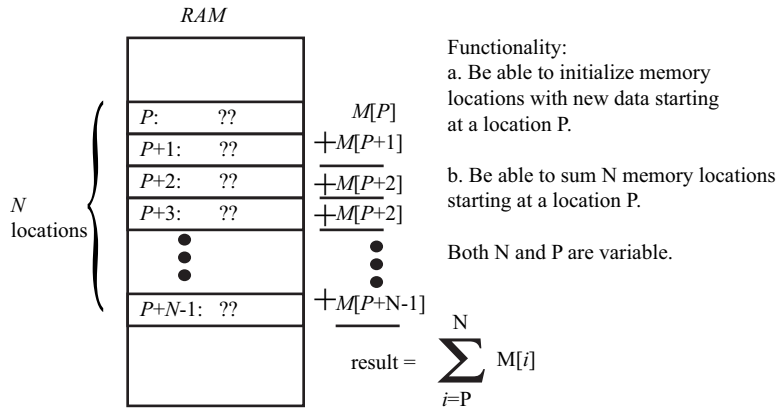 RAM
P: ??
P+1: ??
P+2: ??
P+3: ??
P+N-1: ??
N
locations
M[P]
+M[P+1]
+M[P+2]
+M[P+2]
+M[P+N-1]
result = N ∑ i=P M[i]
Functionality:
a. Be able to initialize memory
locations with new data starting
at a location P.
b. Be able to sum N memory locations
starting at a location P.
Both N and P are variable.